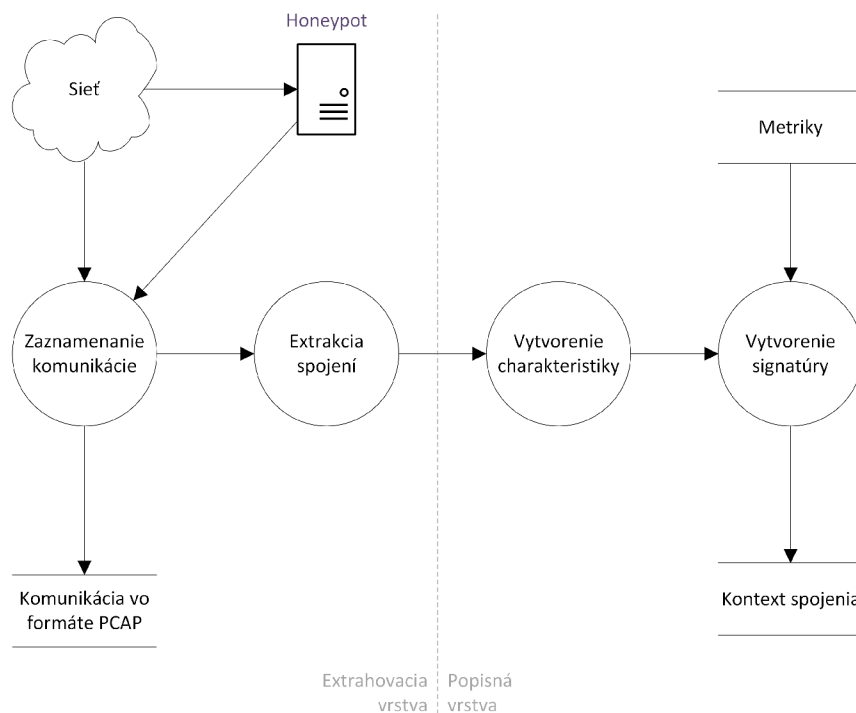 Honeypot
Sieť
Metriky
Zaznamenanie
komunikácie
Extrakcia
spojení
Vytvorenie
charakteristiky
Vytvorenie
signatúry
Komunikácia vo
formáte PCAP
Kontext spojenia
Extrahovacia
vrstva
Popisná
vrstva